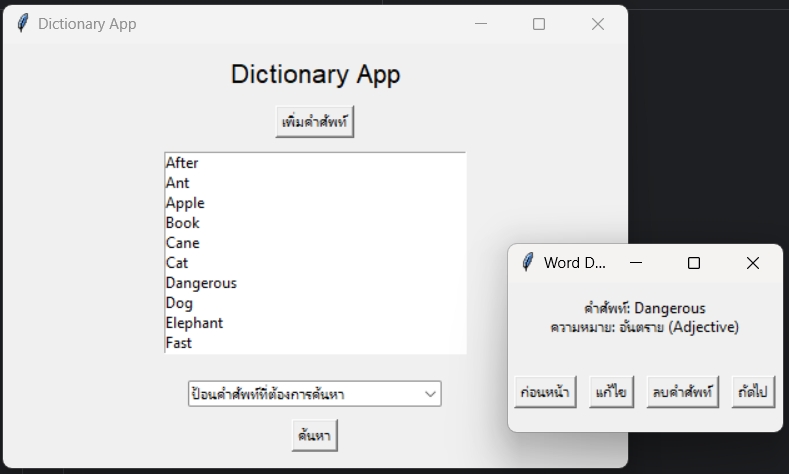 Dictionary App
Dictionary App
เพิ่มคำศัพท์
After
Ant
Apple
Book
Cane
Cat
Dangerous
Dog
Elephant
Fast
ป้อนคำศัพท์ที่ต้องการค้นหา
ค้นหา
Word D...
คำศัพท์: Dangerous
ความหมาย: อันตราย (Adjective)
ก่อนหน้า แก้ไข ลบคำศัพท์ ถัดไป